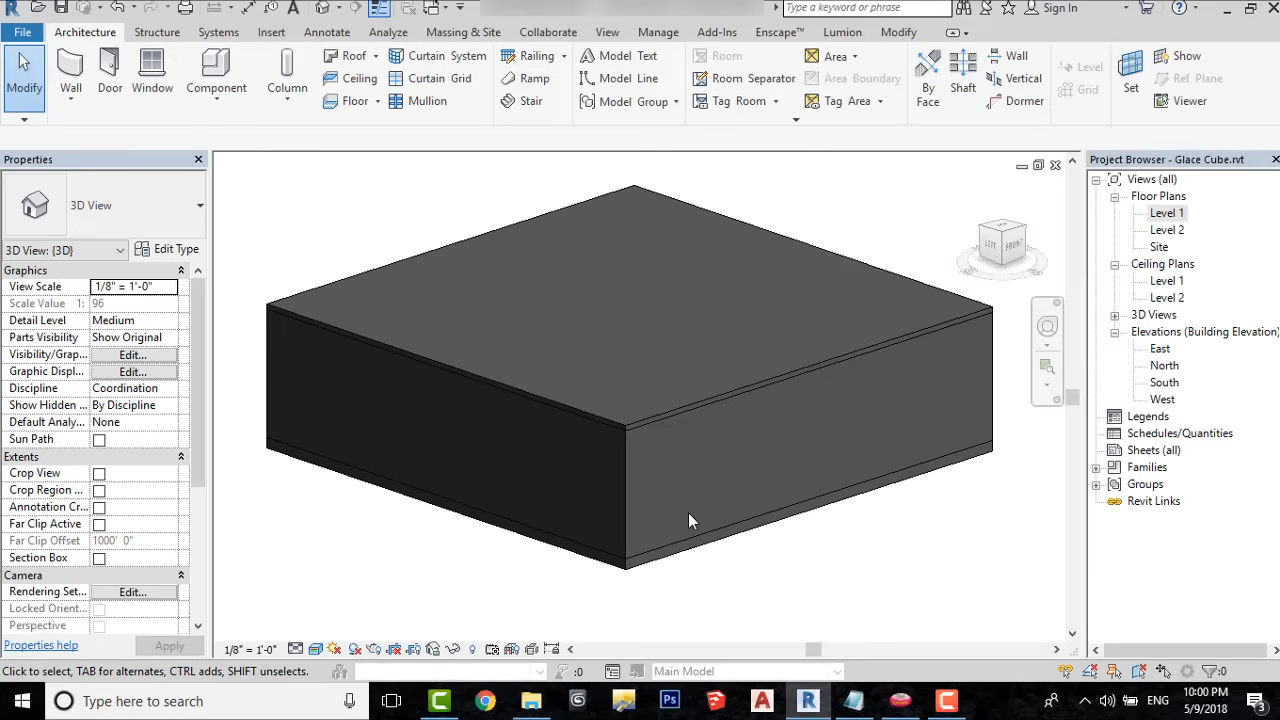 Type a keyword or phrase
Sign In
File
Architecture
Structure
Systems
Insert
Annotate
Analyze
Massing & Site
Collaborate
View
Manage
Add-Ins
Enscape™
Lumion
Modify
Modify
Wall
Door
Window
Component
Column
Roof
Ceiling
Floor
Curtain System
Curtain Grid
Mullion
Railing
Ramp
Stair
Model Text
Model Line
Model Group
Room
Room Separator
Tag Room
Area
Area Boundary
Tag Area
By Face
Shaft
Wall
Vertical
Dormer
Level
Grid
Set
Show
Ref Plane
Viewer
Properties
3D View
3D View: {3D}
Edit Type
Graphics
View Scale 1/8" = 1'-0"
Scale Value 1: 96
Detail Level Medium
Parts Visibility Show Original
Visibility/Grap... Edit...
Graphic Displ... Edit...
Discipline Coordination
Show Hidden ... By Discipline
Default Analy... None
Sun Path
Extents
Crop View
Crop Region ...
Annotation Cr...
Far Clip Active
Far Clip Offset 1000' 0"
Section Box
Camera
Rendering Set... Edit...
Locked Orient...
Perspective
Properties help
Apply
LEFT
FRONT
1/8" = 1'-0"
Project Browser - Glace Cube.rvt
Views (all)
Floor Plans
Level 1
Level 2
Site
Ceiling Plans
Level 1
Level 2
3D Views
Elevations (Building Elevation)
East
North
South
West
Legends
Schedules/Quantities
Sheets (all)
Families
Groups
Revit Links
Click to select, TAB for alternates, CTRL adds, SHIFT unselects.
:0
Main Model
:0
Type here to search
Ps
A
R
ENG
10:00 PM
5/9/2018
3